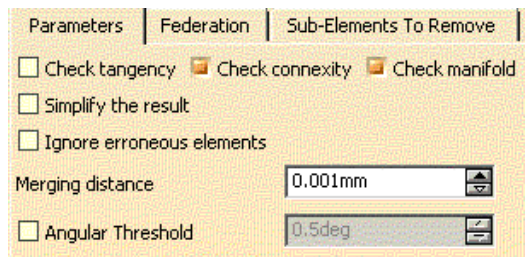 Parameters Federation Sub-Elements To Remove
Check tangency Check connexity Check manifold
Simplify the result
Ignore erroneous elements
Merging distance 0.001mm
Angular Threshold 0.5deg